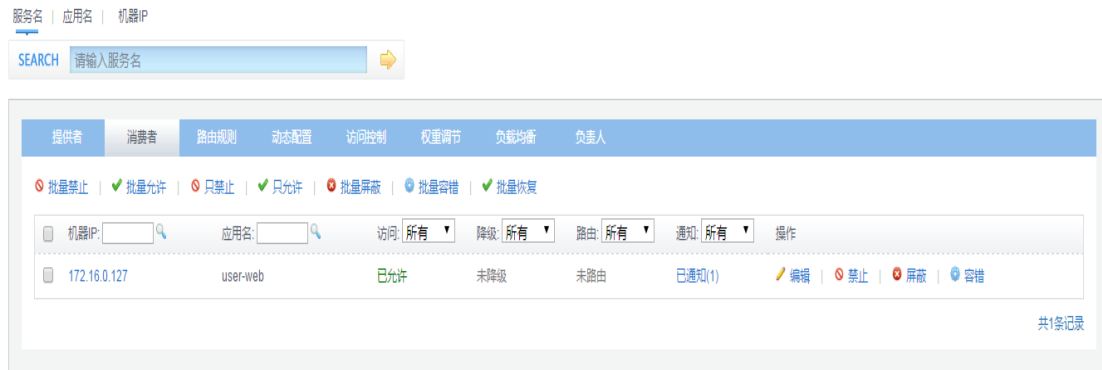 服务名 | 应用名 | 机器IP
SEARCH 请输入服务名
提供者 消费者 路由规则 动态配置 访问控制 权重调节 负载均衡 负责人
批量禁止 | 批量允许 | 只禁止 | 只允许 | 批量屏蔽 | 批量容错 | 批量恢复
机器IP: 应用名: 访问: 所有 降级: 所有 路由: 所有 通知: 所有 操作
172.16.0.127 user-web 已允许 未降级 未路由 已通知(1) 编辑 | 禁止 | 屏蔽 | 容错
共1条记录